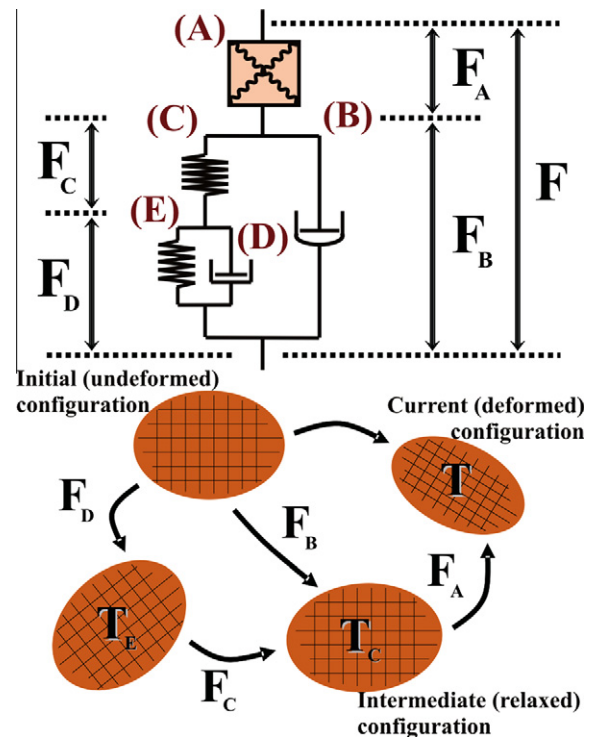 (A)
F_A
(C)
(B)
F_C
F
(E)
(D)
F_B
F_D
Initial (undeformed)
configuration
Current (deformed)
configuration
T
F_D
F_B
F_A
T_E
T_C
F_C
Intermediate (relaxed)
configuration